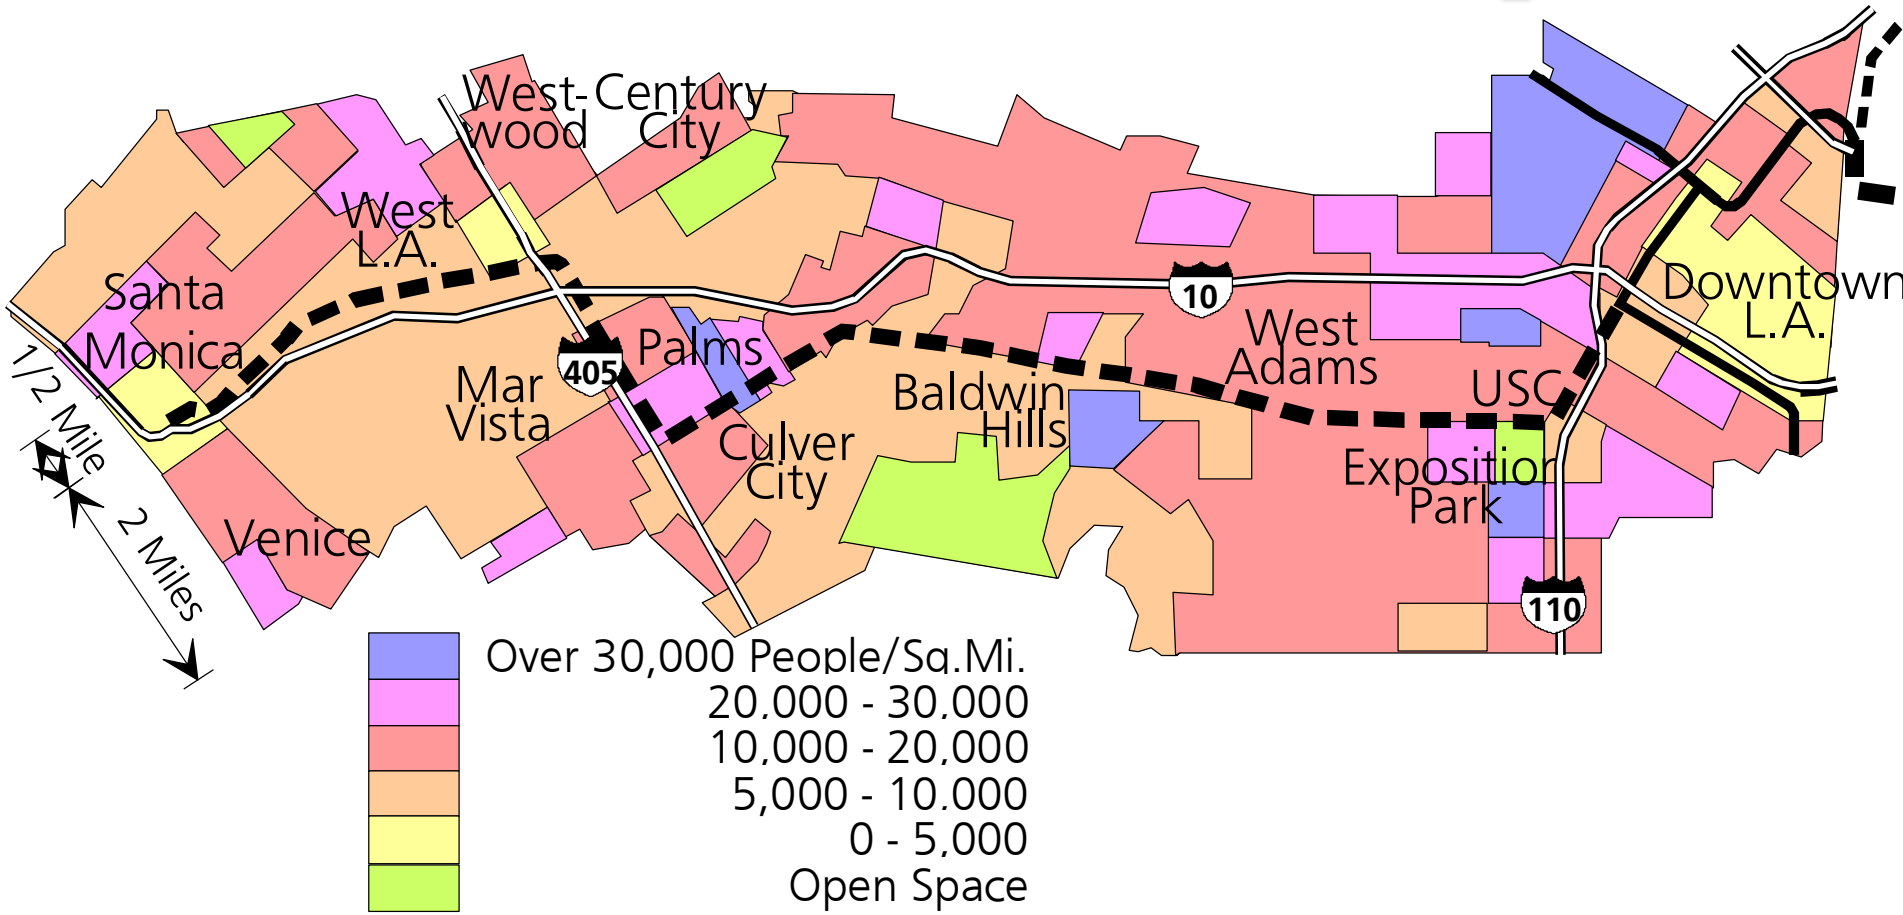 West-
wood
Century
City
West
L.A.
Santa
Monica
1/2 Mile
2 Miles
Venice
Mar
Vista
405
Palms
Culver
City
Baldwin
Hills
10
West
Adams
USC
Exposition
Park
110
Downtown
L.A.
Over 30,000 People/Sq.Mi.
20,000 - 30,000
10,000 - 20,000
5,000 - 10,000
0 - 5,000
Open Space